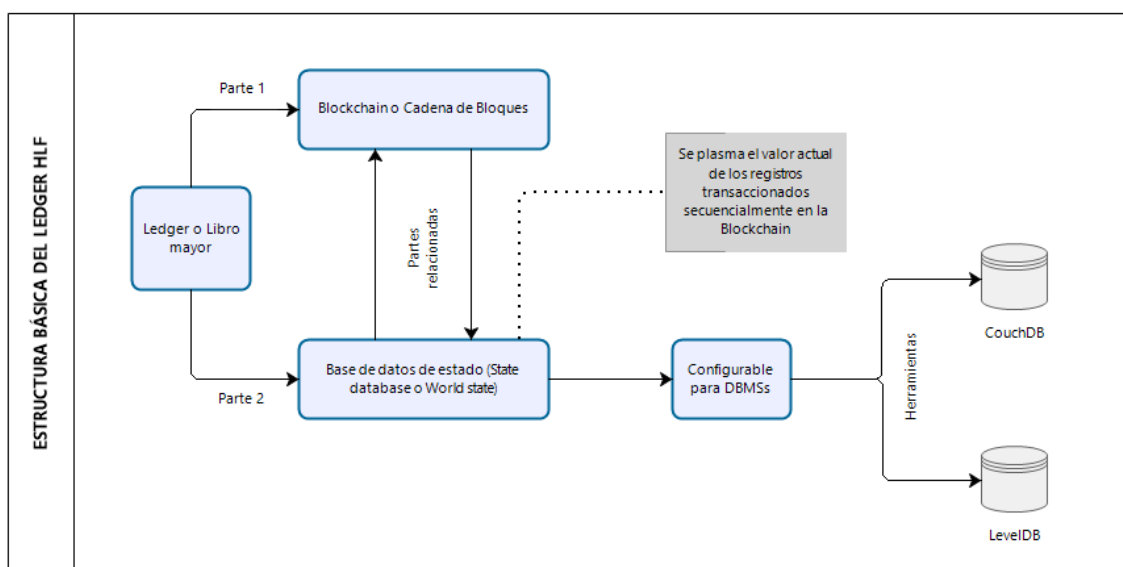 ESTRUCTURA BÁSICA DEL LEDGER HLF
Parte 1
Blockchain o Cadena de Bloques
Ledger o Libro
mayor
Partes
relacionadas
Se plasma el valor actual
de los registros
transaccionados
secuencialmente en la
Blockchain
Parte 2
Base de datos de estado (State
database o World state)
Configurable
para DBMSs
Herramientas
CouchDB
LevelDB